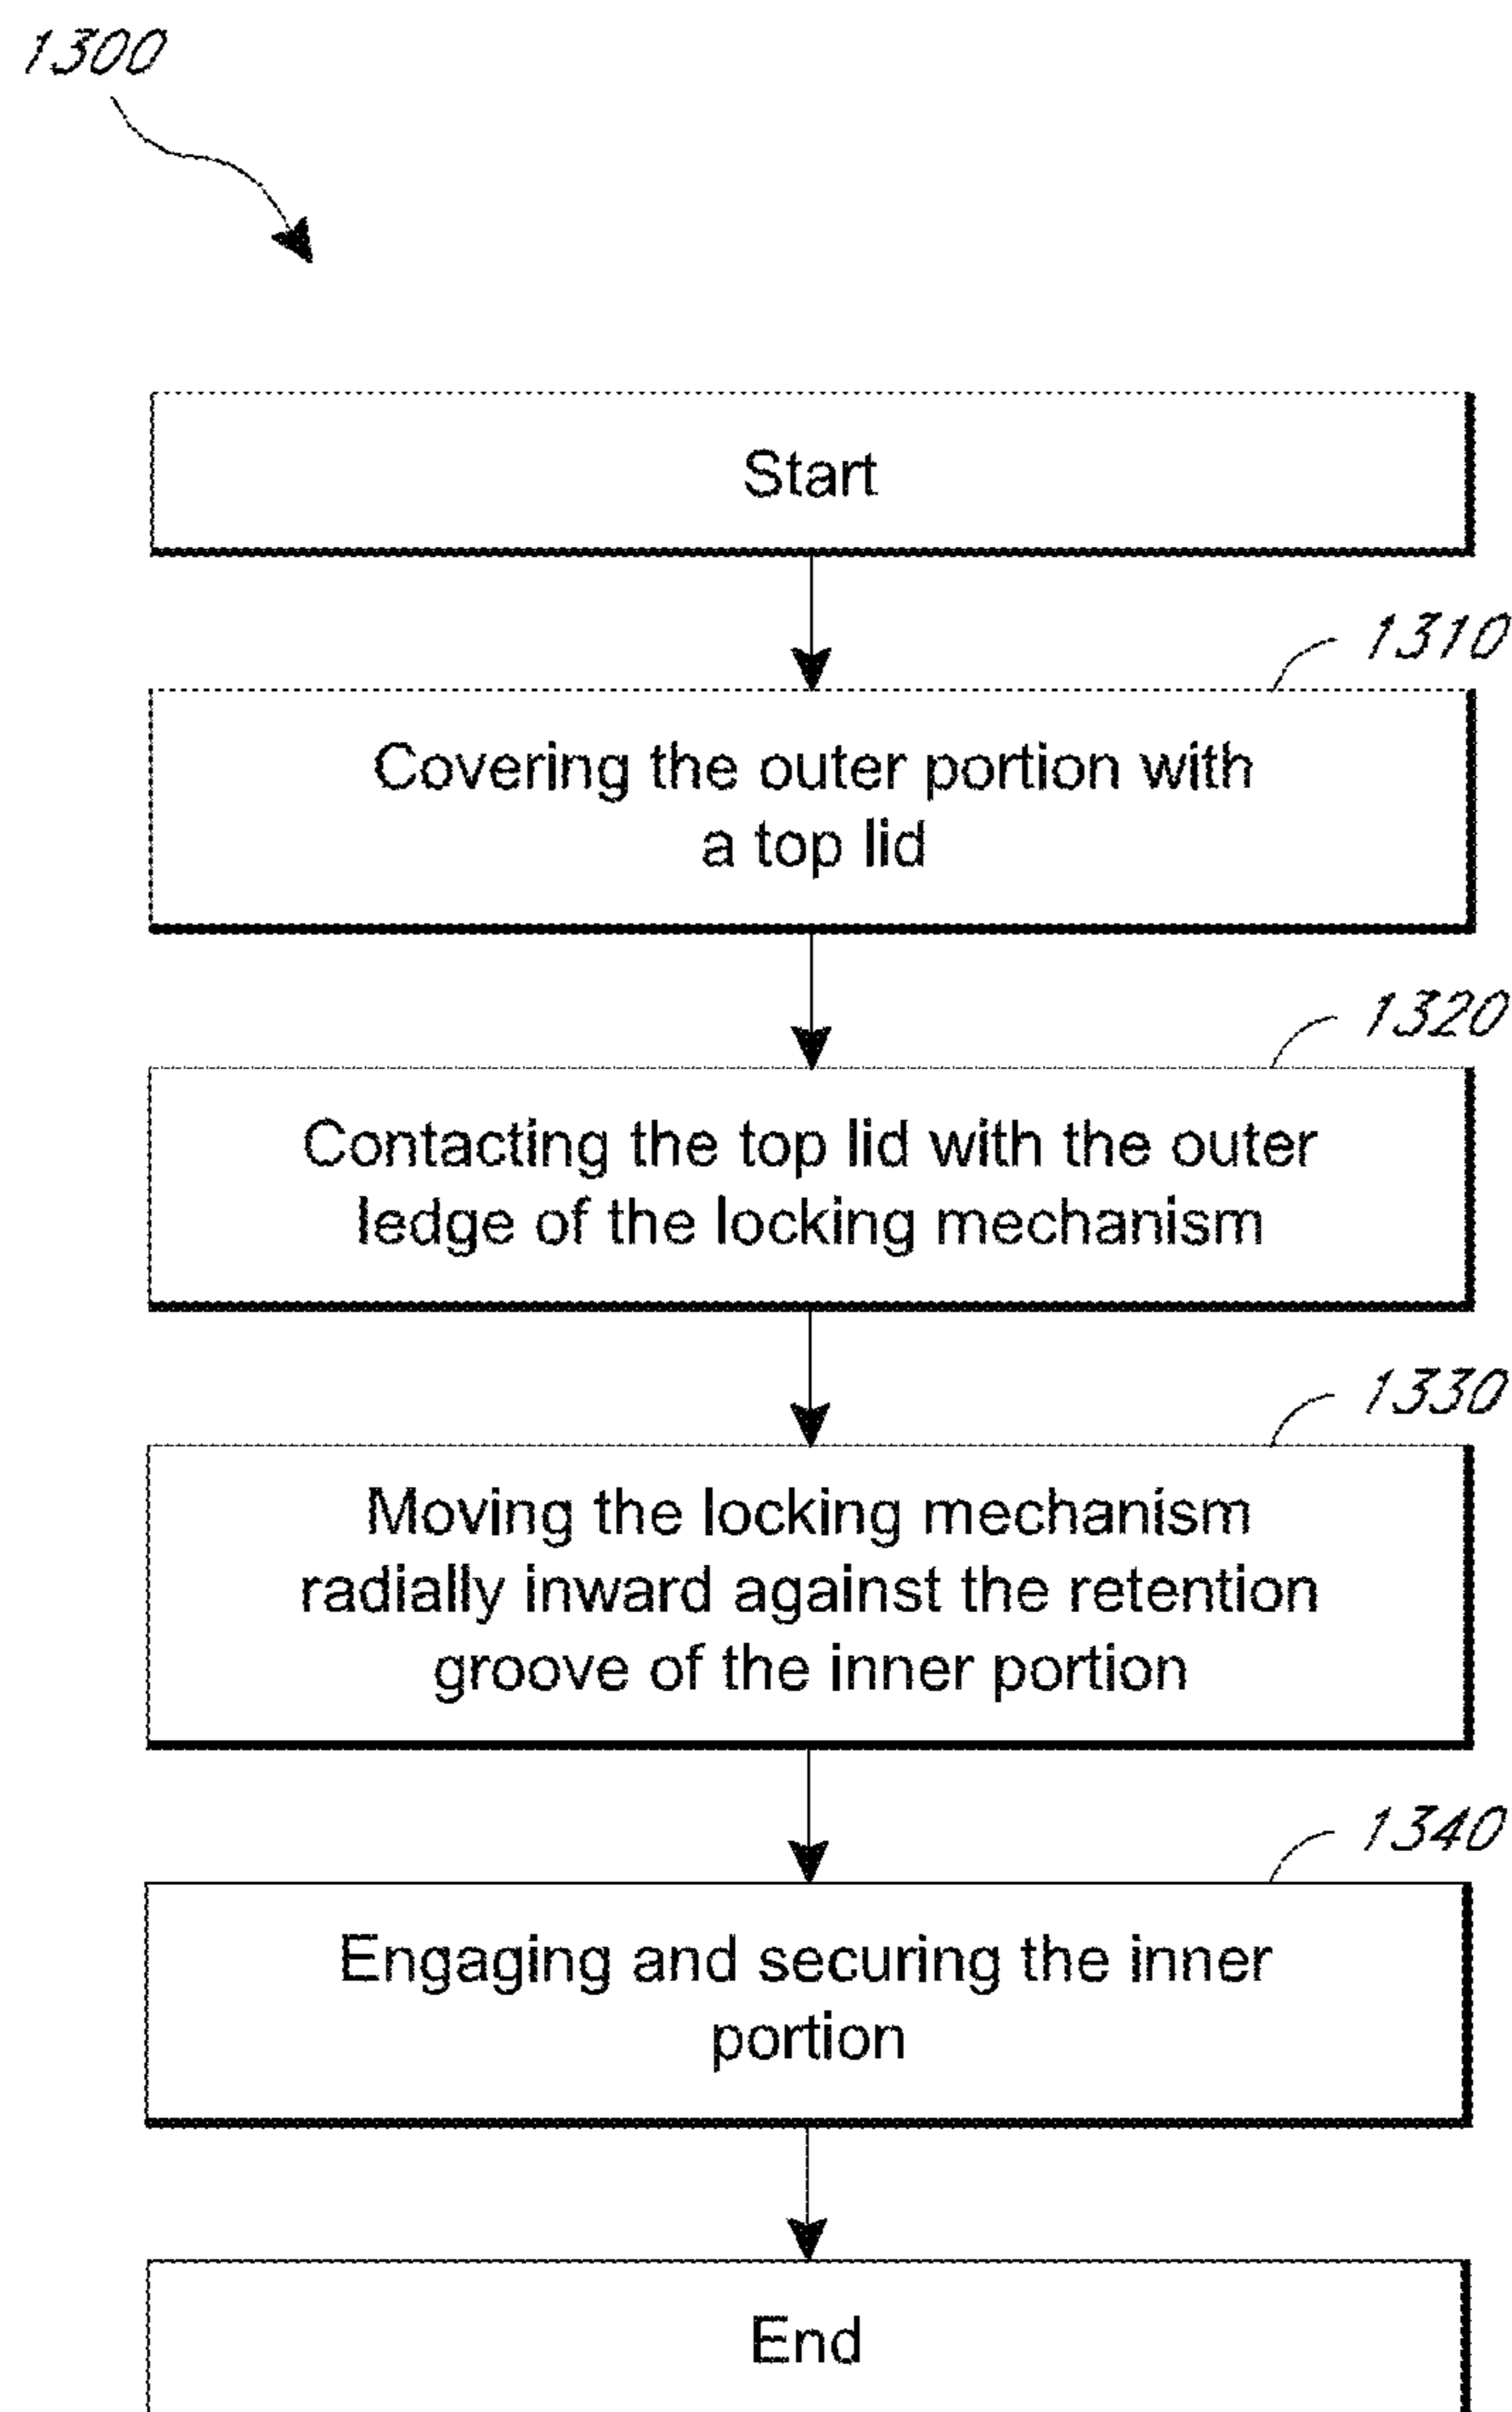 1300
Start
1310
Covering the outer portion with
a top lid
1320
Contacting the top lid with the outer
ledge of the locking mechanism
1330
Moving the locking mechanism
radially inward against the retention
groove of the inner portion
1340
Engaging and securing the inner
portion
End